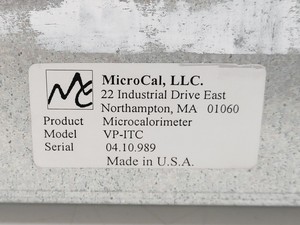 MicroCal, LLC.
22 Industrial Drive East
Northampton, MA 01060
Product Microcalorimeter
Model VP-ITC
Serial 04.10.989
Made in U.S.A.